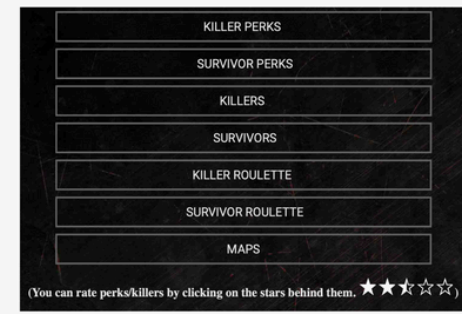 KILLER PERKS
SURVIVOR PERKS
KILLERS
SURVIVORS
KILLER ROULETTE
SURVIVOR ROULETTE
MAPS
(You can rate perks/killers by clicking on the stars behind them. ★★⯪☆☆)